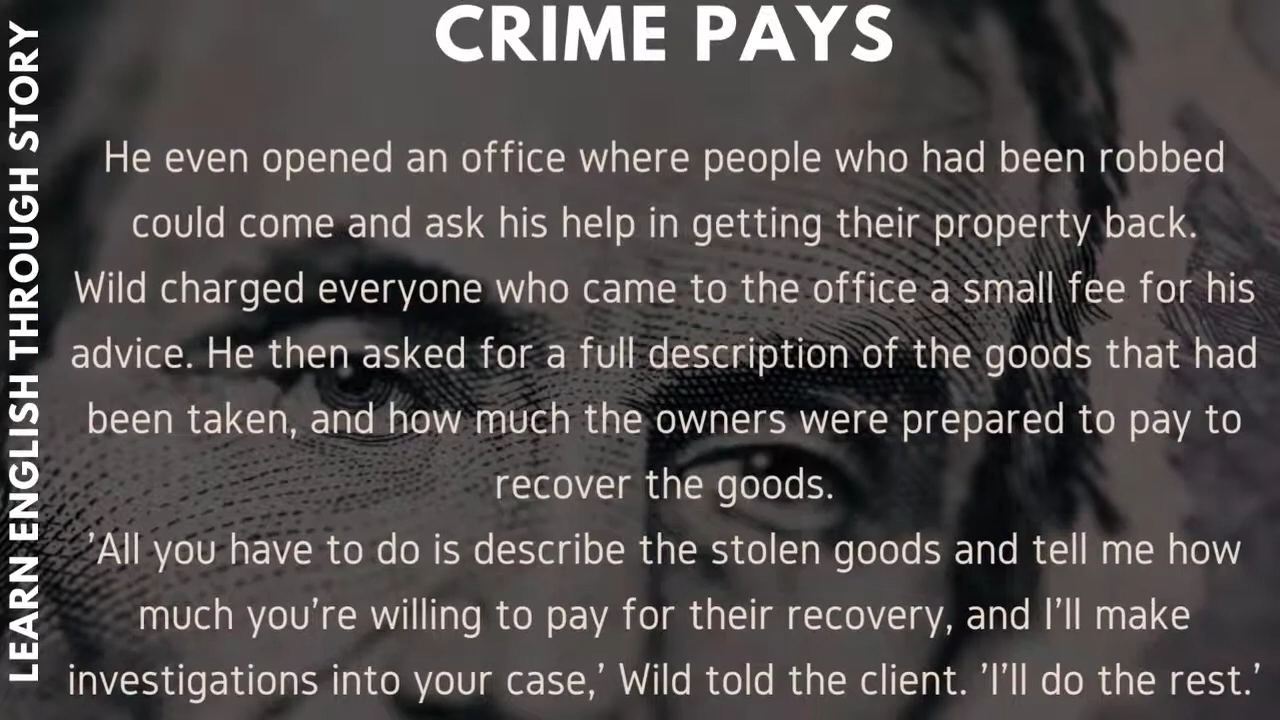 CRIME PAYS
LEARN ENGLISH THROUGH STORY
He even opened an office where people who had been robbed
could come and ask his help in getting their property back.
Wild charged everyone who came to the office a small fee for his
advice. He then asked for a full description of the goods that had
been taken, and how much the owners were prepared to pay to
recover the goods.
’All you have to do is describe the stolen goods and tell me how
much you’re willing to pay for their recovery, and I’ll make
investigations into your case,’ Wild told the client. ’I’ll do the rest.’